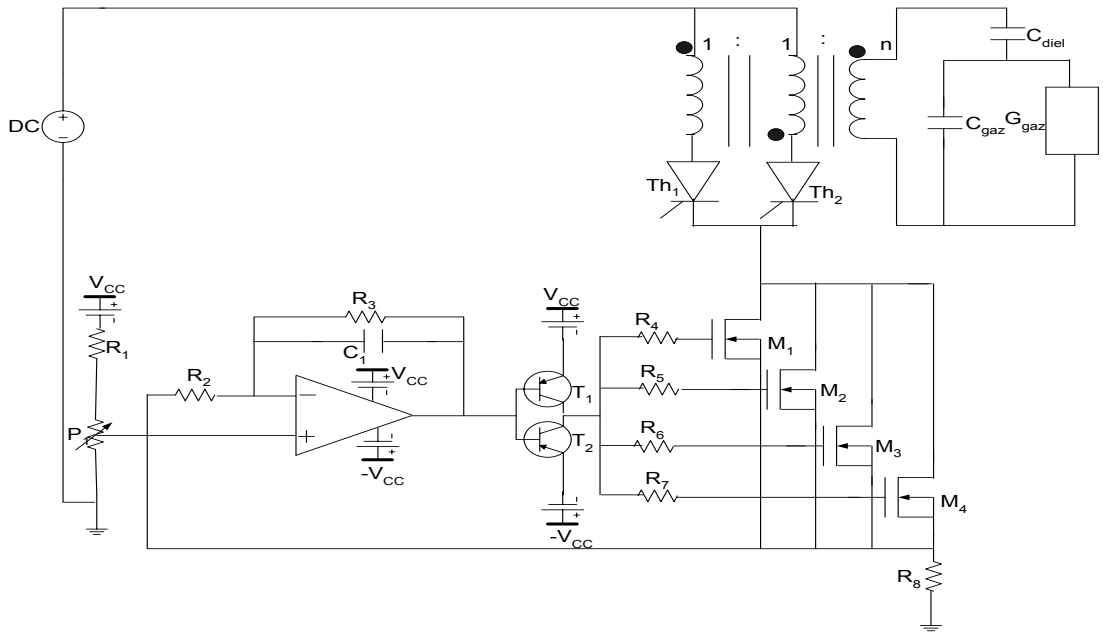 1 : 1 : n
C_diel
DC
C_gaz G_gaz
Th_1
Th_2
V_CC
R_3
V_CC
R_4
R_1
C_1
M_1
V_CC
R_2
R_5
T_1
M_2
P
R_6
T_2
M_3
-V_CC
R_7
M_4
-V_CC
R_8